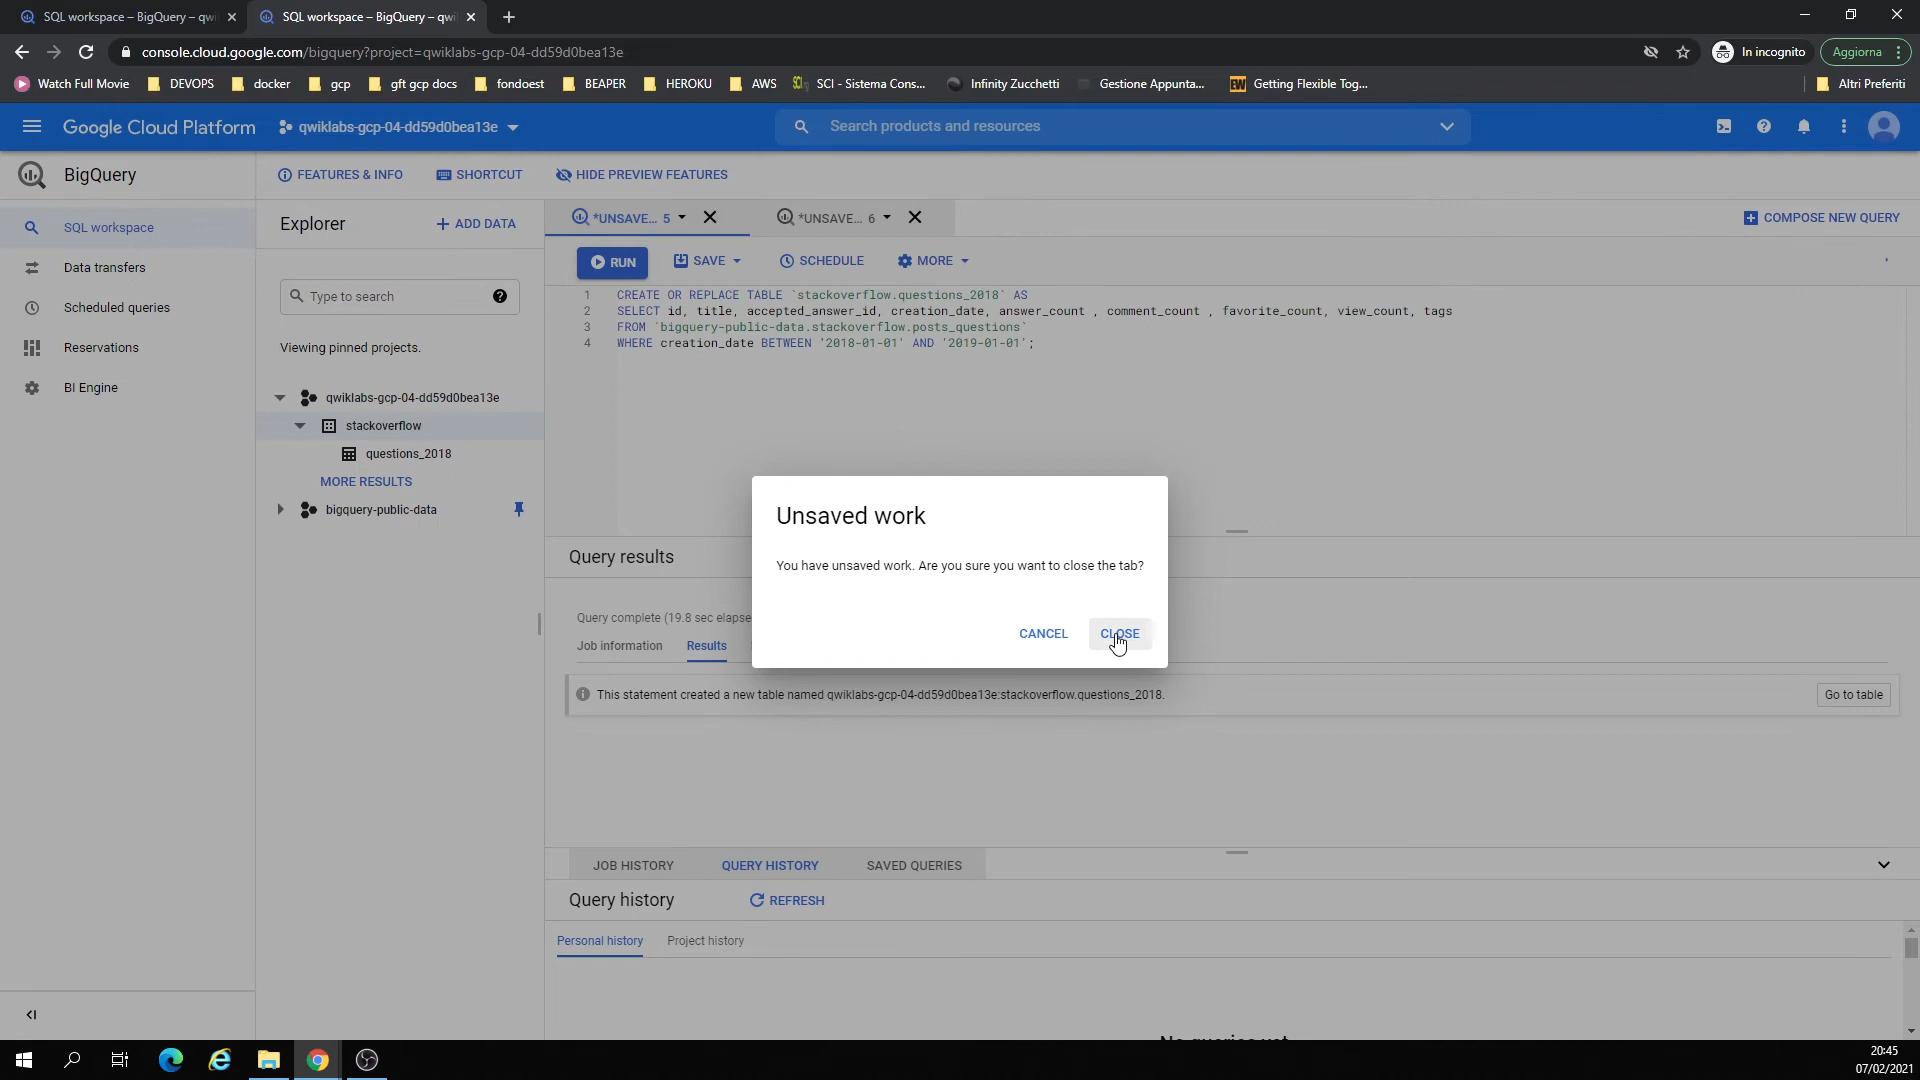 SQL workspace – BigQuery – qwi
SQL workspace – BigQuery – qwi
console.cloud.google.com/bigquery?project=qwiklabs-gcp-04-dd59d0bea13e
In incognito
Aggiorna
Watch Full Movie
DEVOPS
docker
gcp
gft gcp docs
fondoest
BEAPER
HEROKU
AWS
SCI - Sistema Cons...
Infinity Zucchetti
Gestione Appunta...
EW Getting Flexible Tog...
Altri Preferiti
Google Cloud Platform
qwiklabs-gcp-04-dd59d0bea13e
Search products and resources
BigQuery
FEATURES & INFO
SHORTCUT
HIDE PREVIEW FEATURES
SQL workspace
Data transfers
Scheduled queries
Reservations
BI Engine
Explorer
+ ADD DATA
Type to search
Viewing pinned projects.
qwiklabs-gcp-04-dd59d0bea13e
stackoverflow
questions_2018
MORE RESULTS
bigquery-public-data
*UNSAVE... 5
*UNSAVE... 6
COMPOSE NEW QUERY
RUN
SAVE
SCHEDULE
MORE
1 CREATE OR REPLACE TABLE `stackoverflow.questions_2018` AS
2 SELECT id, title, accepted_answer_id, creation_date, answer_count , comment_count , favorite_count, view_count, tags
3 FROM `bigquery-public-data.stackoverflow.posts_questions`
4 WHERE creation_date BETWEEN '2018-01-01' AND '2019-01-01';
Unsaved work
You have unsaved work. Are you sure you want to close the tab?
CANCEL
CLOSE
Query results
Query complete (19.8 sec elapse
Job information
Results
This statement created a new table named qwiklabs-gcp-04-dd59d0bea13e:stackoverflow.questions_2018.
Go to table
JOB HISTORY
QUERY HISTORY
SAVED QUERIES
Query history
REFRESH
Personal history
Project history
No queries yet
20:45
07/02/2021